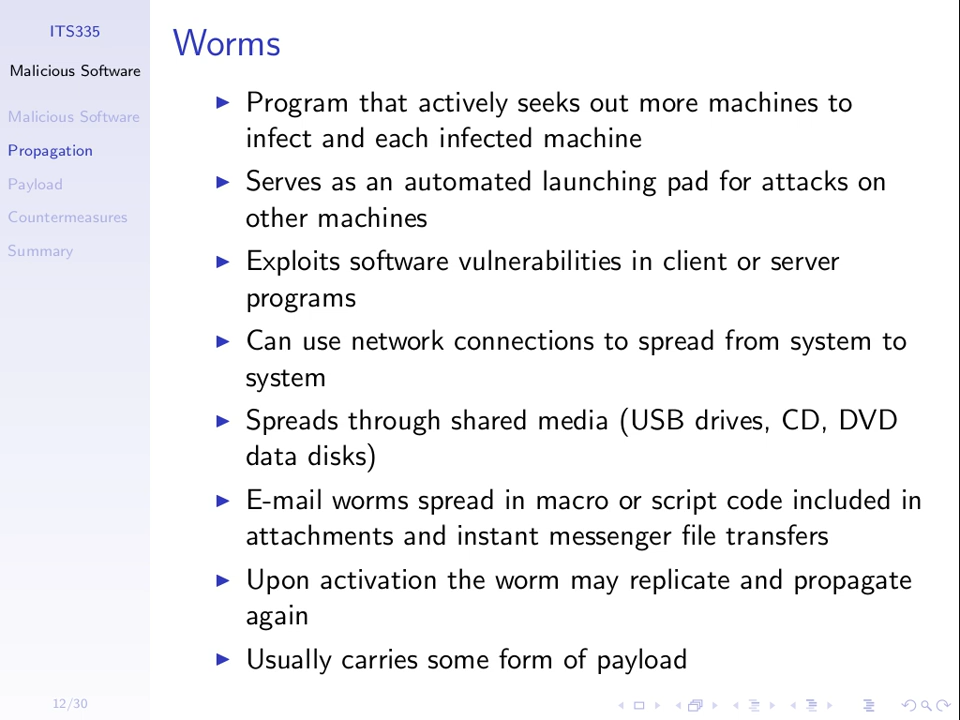 ITS335
Malicious Software
Malicious Software
Propagation
Payload
Countermeasures
Summary
12/30
Worms
Program that actively seeks out more machines to
infect and each infected machine
Serves as an automated launching pad for attacks on
other machines
Exploits software vulnerabilities in client or server
programs
Can use network connections to spread from system to
system
Spreads through shared media (USB drives, CD, DVD
data disks)
E-mail worms spread in macro or script code included in
attachments and instant messenger file transfers
Upon activation the worm may replicate and propagate
again
Usually carries some form of payload